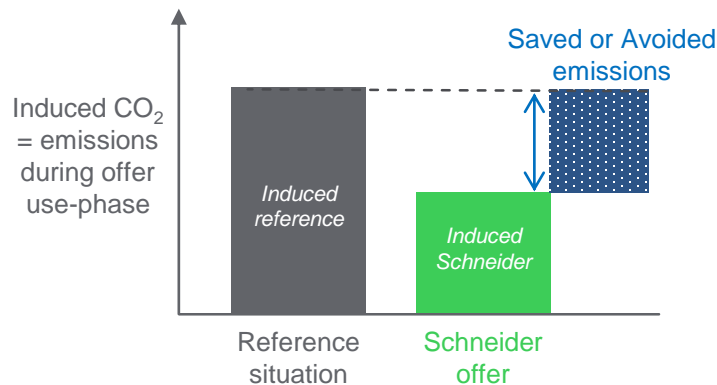 Saved or Avoided
emissions
Induced CO₂
= emissions
during offer
use-phase
Induced
reference
Induced
Schneider
Reference
situation
Schneider
offer